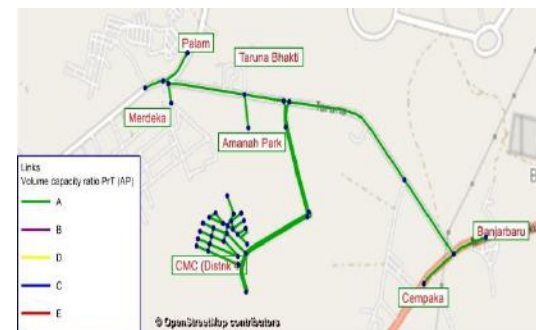 Palam
Taruna Bhakti
Merdeka
Taruna
Amanah Park
Links
Volume capacity ratio PrT (AP)
A
B
D
C
E
CMC (Distrik
Banjarbaru
Cempaka
B
© OpenStreetMap contributors